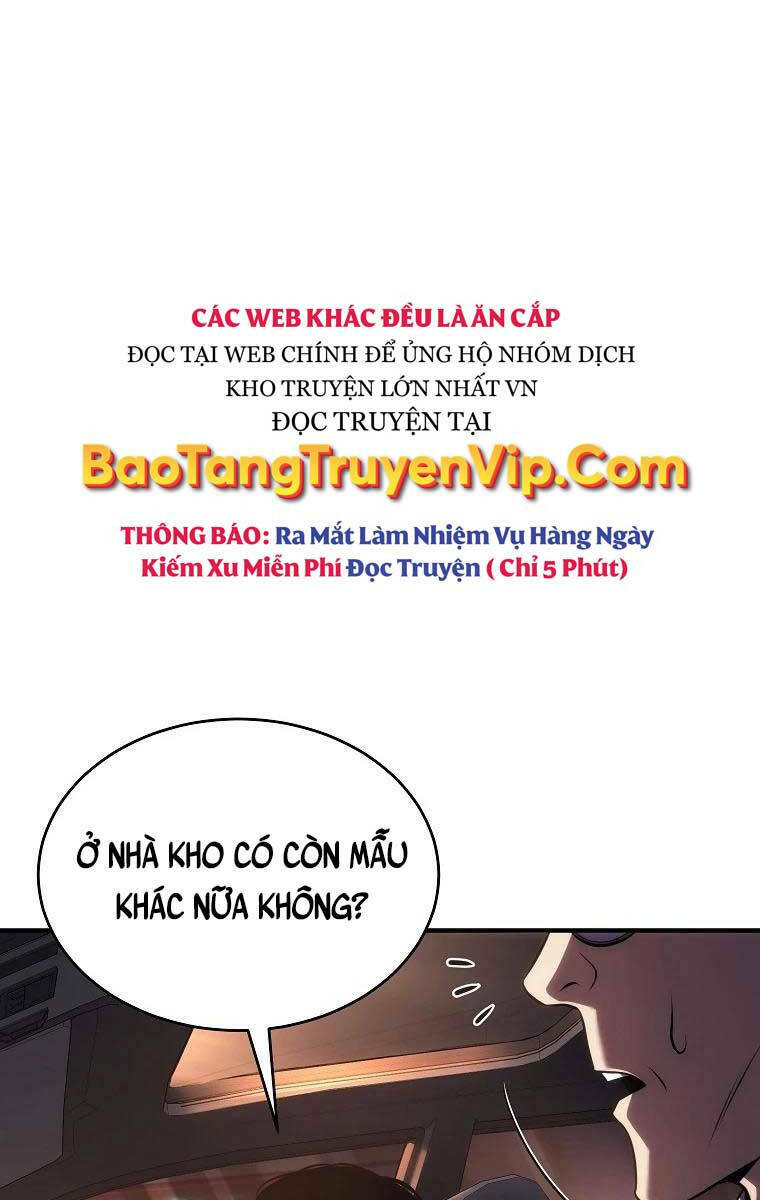 CÁC WEB KHÁC ĐỀU LÀ ĂN CẮP
ĐỌC TẠI WEB CHÍNH ĐỂ ỦNG HỘ NHÓM DỊCH
KHO TRUYỆN LỚN NHẤT VN
ĐỌC TRUYỆN TẠI
BaoTangTruyenVip.Com
THÔNG BÁO: Ra Mắt Làm Nhiệm Vụ Hàng Ngày
Kiếm Xu Miễn Phí Đọc Truyện ( Chỉ 5 Phút)
Ở NHÀ KHO CÓ CÒN MẪU
KHÁC NỮA KHÔNG?